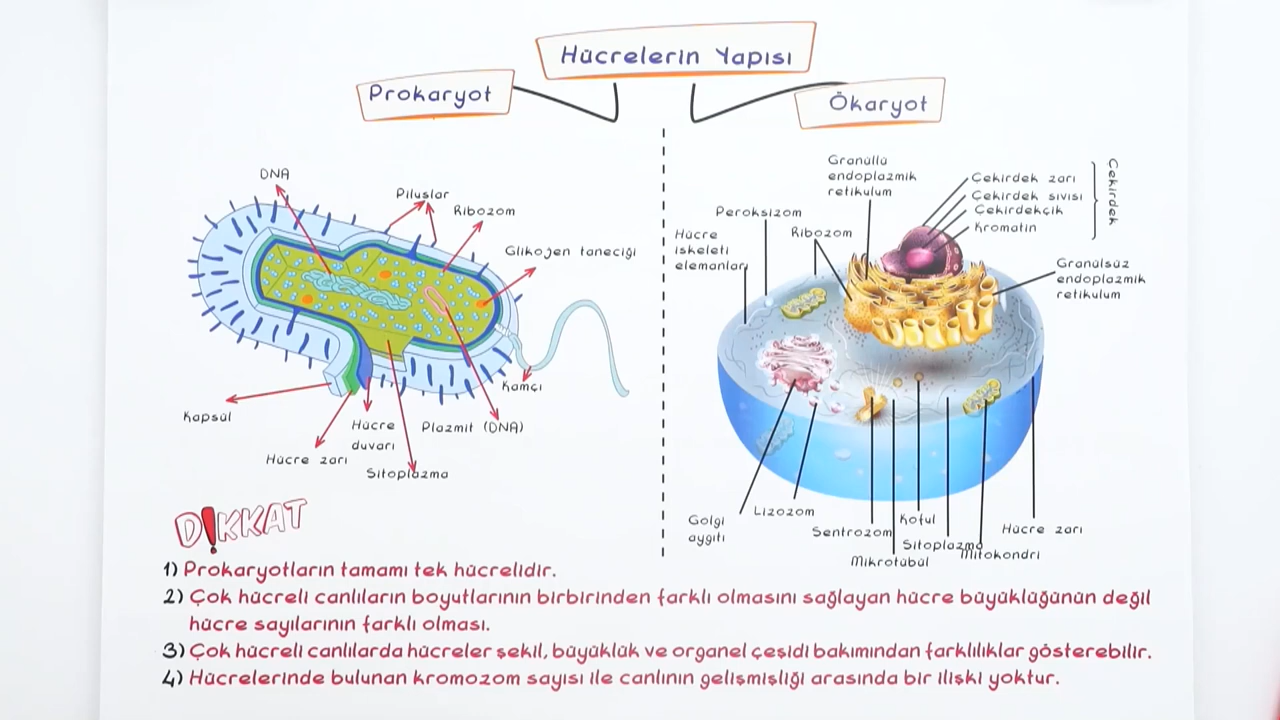 Hücrelerin Yapısı
Prokaryot
Ökaryot
DNA
Piluslar
Ribozom
Glikojen taneciği
Kapsül
Hücre zarı
Hücre
duvarı
Sitoplazma
Plazmit (DNA)
Kamçı
Granüllü
endoplazmik
retikulum
Peroksizom
Ribozom
Hücre
iskeleti
elemanları
Çekirdek zarı
Çekirdek sıvısı
Çekirdekçik
Kromatin
Çekirdek
Granülsüz
endoplazmik
retikulum
Golgi
aygıtı
Lizozom
Sentrozom
Mikrotübül
Koful
Sitoplazma
Mitokondri
Hücre zarı
DİKKAT
1) Prokaryotların tamamı tek hücrelidir.
2) Çok hücreli canlıların boyutlarının birbirinden farklı olmasını sağlayan hücre büyüklüğünün değil
hücre sayılarının farklı olması.
3) Çok hücreli canlılarda hücreler şekil, büyüklük ve organel çeşidi bakımından farklılıklar gösterebilir.
4) Hücrelerinde bulunan kromozom sayısı ile canlının gelişmişliği arasında bir ilişki yoktur.